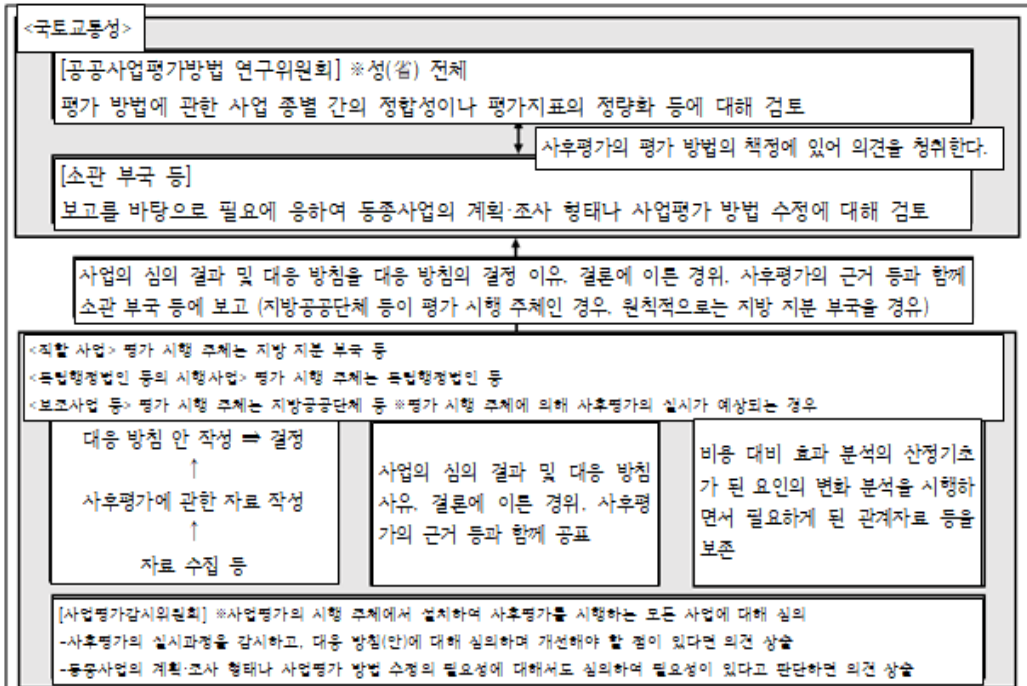 <국토교통성>
[공공사업평가방법 연구위원회] ※성(省) 전체
평가 방법에 관한 사업 종별 간의 정합성이나 평가지표의 정량화 등에 대해 검토
사후평가의 평가 방법의 책정에 있어 의견을 청취한다.
[소관 부국 등]
보고를 바탕으로 필요에 응하여 동종사업의 계획·조사 형태나 사업평가 방법 수정에 대해 검토
사업의 심의 결과 및 대응 방침을 대응 방침의 결정 이유, 결론에 이른 경위, 사후평가의 근거 등과 함께
소관 부국 등에 보고 (지방공공단체 등이 평가 시행 주체인 경우, 원칙적으로는 지방 지분 부국을 경유)
<직할 사업> 평가 시행 주체는 지방 지분 부국 등
<독립행정법인 등의 시행사업> 평가 시행 주체는 독립행정법인 등
<보조사업 등> 평가 시행 주체는 지방공공단체 등 ※평가 시행 주체에 의해 사후평가의 실시가 예상되는 경우
대응 방침 안 작성 ➡ 결정
↑
사후평가에 관한 자료 작성
↑
자료 수집 등
사업의 심의 결과 및 대응 방침
사유, 결론에 이른 경위, 사후평
가의 근거 등과 함께 공표
비용 대비 효과 분석의 산정기초
가 된 요인의 변화 분석을 시행하
면서 필요하게 된 관계자료 등을
보존
[사업평가감시위원회] ※사업평가의 시행 주체에서 설치하여 사후평가를 시행하는 모든 사업에 대해 심의
-사후평가의 실시과정을 감시하고, 대응 방침(안)에 대해 심의하며 개선해야 할 점이 있다면 의견 상술
-동종사업의 계획·조사 형태나 사업평가 방법 수정의 필요성에 대해서도 심의하여 필요성이 있다고 판단하면 의견 상술